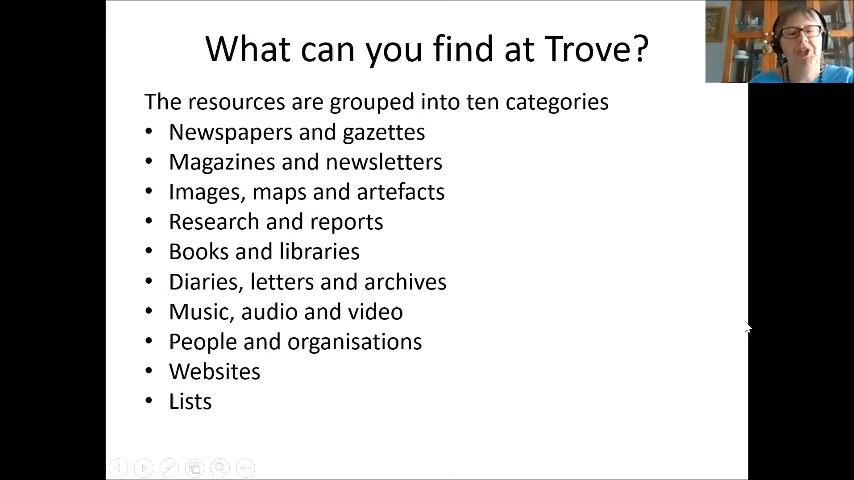 What can you find at Trove?
The resources are grouped into ten categories
• Newspapers and gazettes
• Magazines and newsletters
• Images, maps and artefacts
• Research and reports
• Books and libraries
• Diaries, letters and archives
• Music, audio and video
• People and organisations
• Websites
• Lists